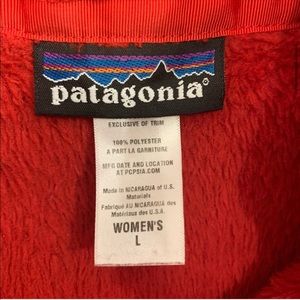 patagonia®
EXCLUSIVE OF TRIM
100% POLYESTER
A PART LA GARNITURE
MFG DATE AND LOCATION
AT PCPSIA.COM
Made in NICARAGUA of U.S.
Materials
Fabriqué AU NICARAGUA des
Matériaux des U.S.A.
WOMEN'S
L